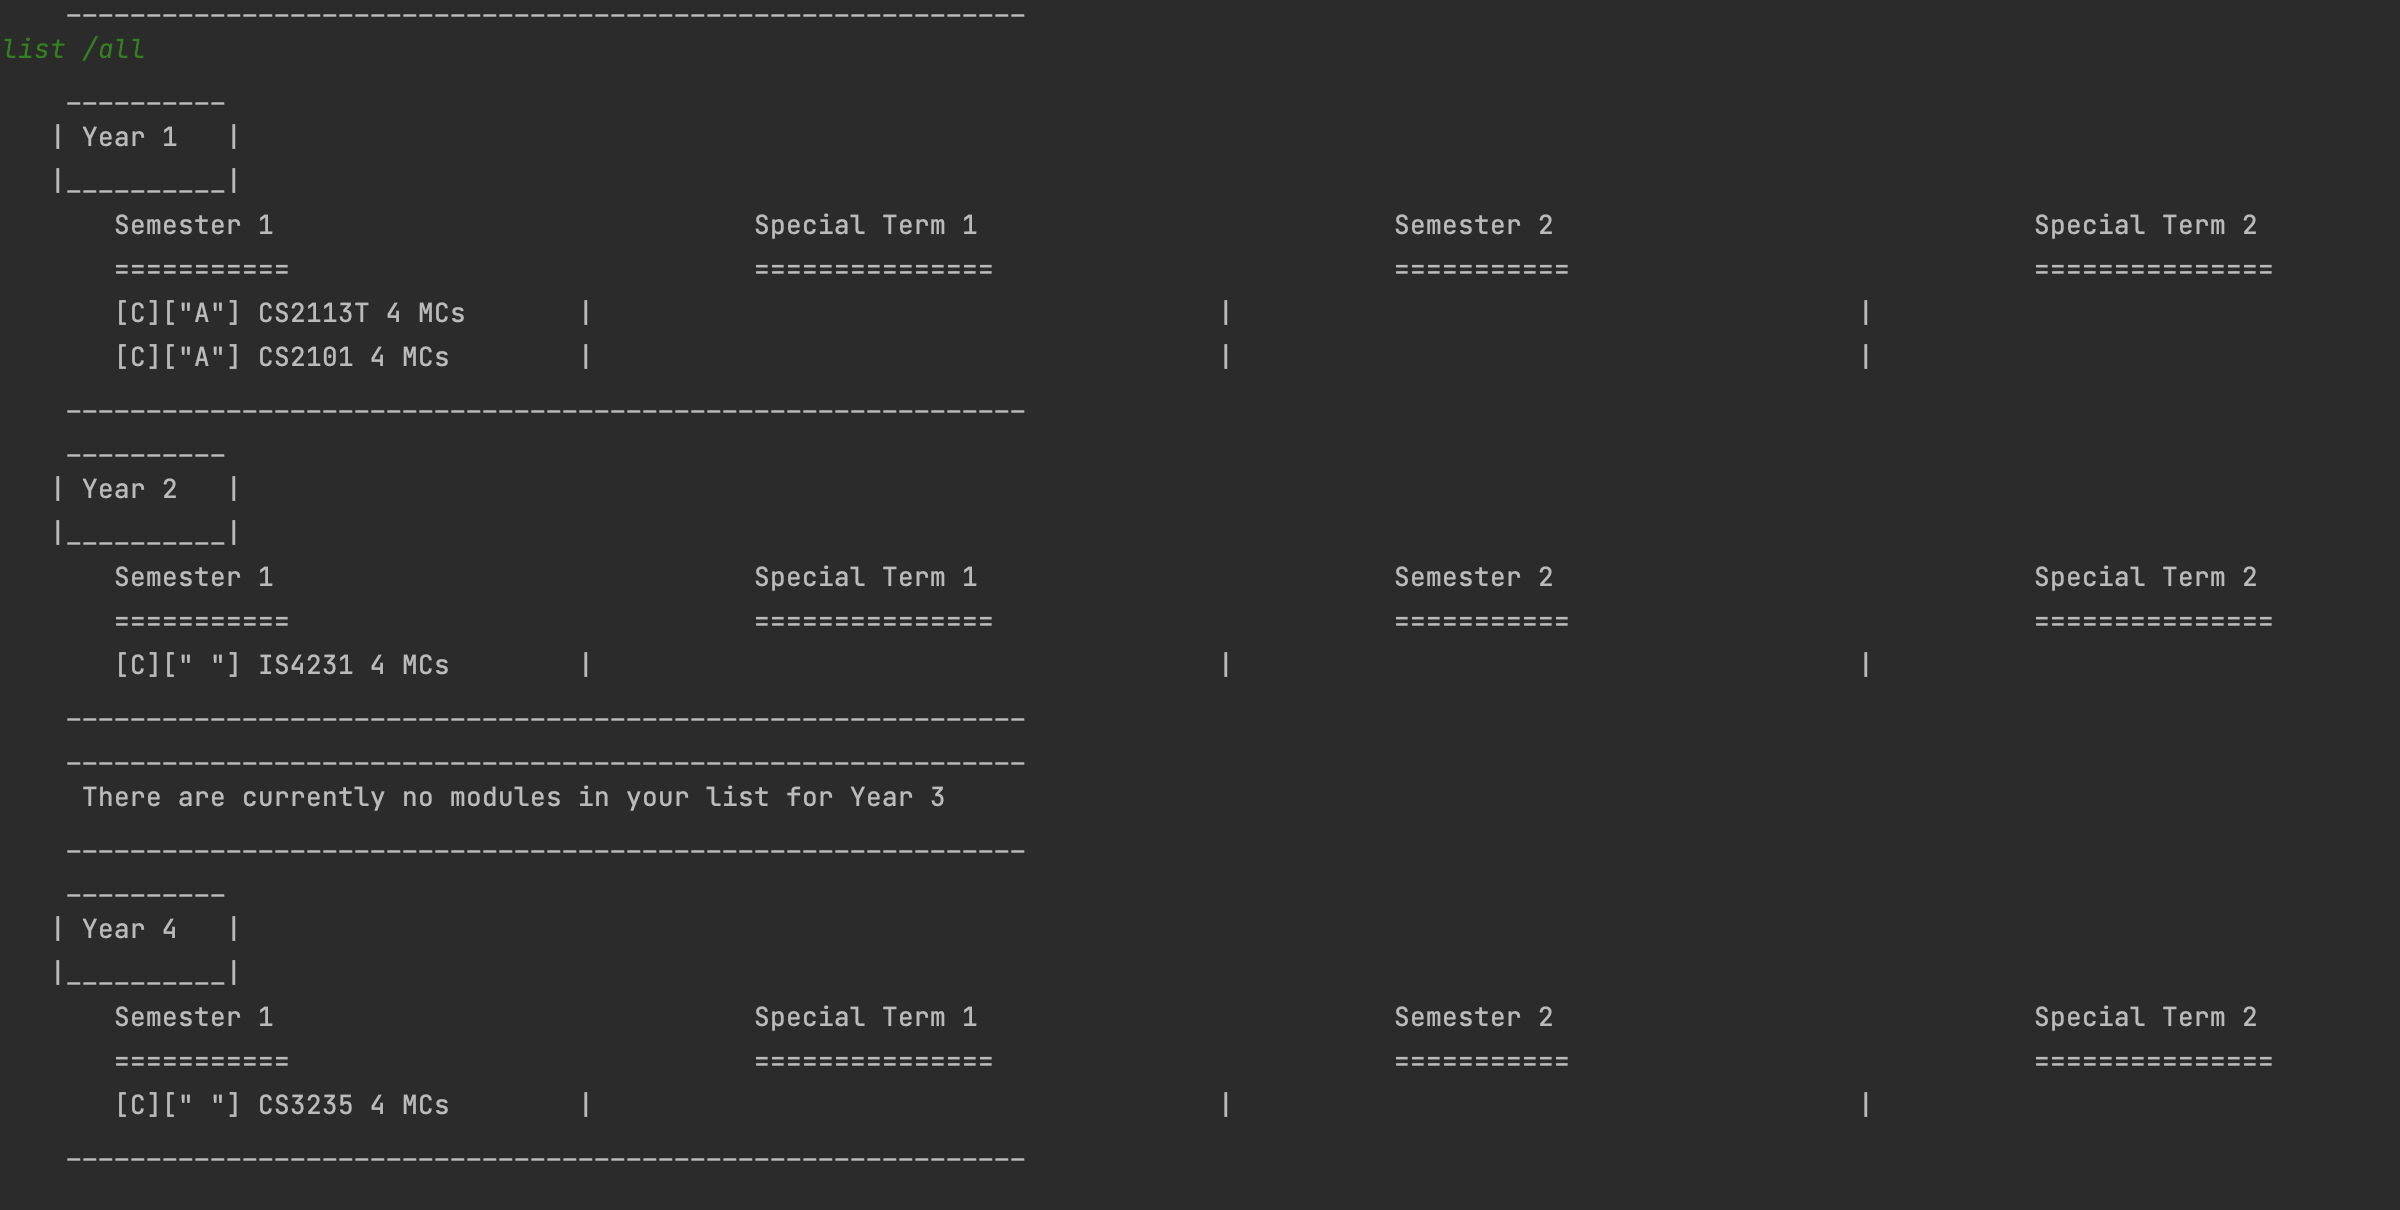 ____________________________________________________________
list /all
__________
| Year 1   |
|__________|
Semester 1                              Special Term 1                          Semester 2                              Special Term 2
===========                             ===============                         ===========                             ===============
[C]["A"] CS2113T 4 MCs       |                                       |                                       |
[C]["A"] CS2101 4 MCs        |                                       |                                       |
____________________________________________________________
__________
| Year 2   |
|__________|
Semester 1                              Special Term 1                          Semester 2                              Special Term 2
===========                             ===============                         ===========                             ===============
[C][" "] IS4231 4 MCs        |                                       |                                       |
____________________________________________________________
____________________________________________________________
There are currently no modules in your list for Year 3
____________________________________________________________
__________
| Year 4   |
|__________|
Semester 1                              Special Term 1                          Semester 2                              Special Term 2
===========                             ===============                         ===========                             ===============
[C][" "] CS3235 4 MCs        |                                       |                                       |
____________________________________________________________